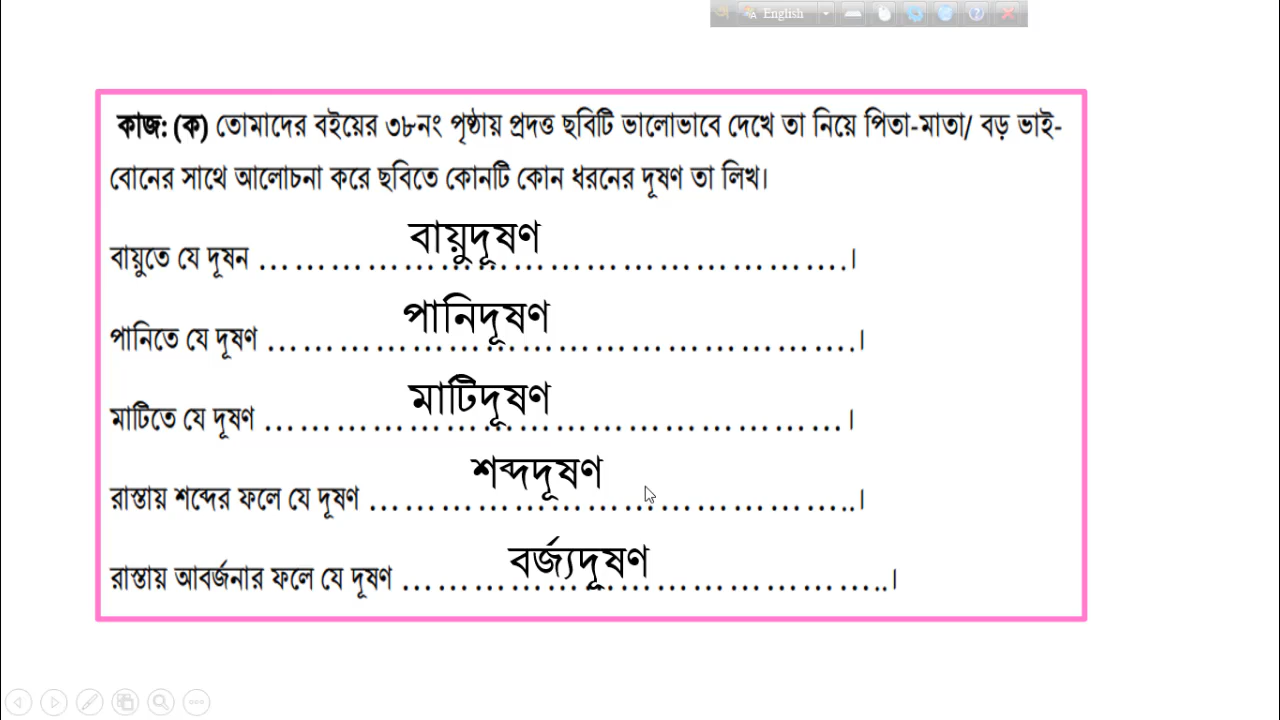 English
কাজ: (ক) তোমাদের বইয়ের ৩৮নং পৃষ্ঠায় প্রদত্ত ছবিটি ভালোভাবে দেখে তা নিয়ে পিতা-মাতা/ বড় ভাই-
বোনের সাথে আলোচনা করে ছবিতে কোনটি কোন ধরনের দূষণ তা লিখ।
বায়ুতে যে দূষন ... বায়ুদূষণ ...।
পানিতে যে দূষণ ... পানিদূষণ ...।
মাটিতে যে দূষণ ... মাটিদূষণ ...।
রাস্তায় শব্দের ফলে যে দূষণ ... শব্দদূষণ ...।
রাস্তায় আবর্জনার ফলে যে দূষণ ... বর্জ্যদূষণ ...।